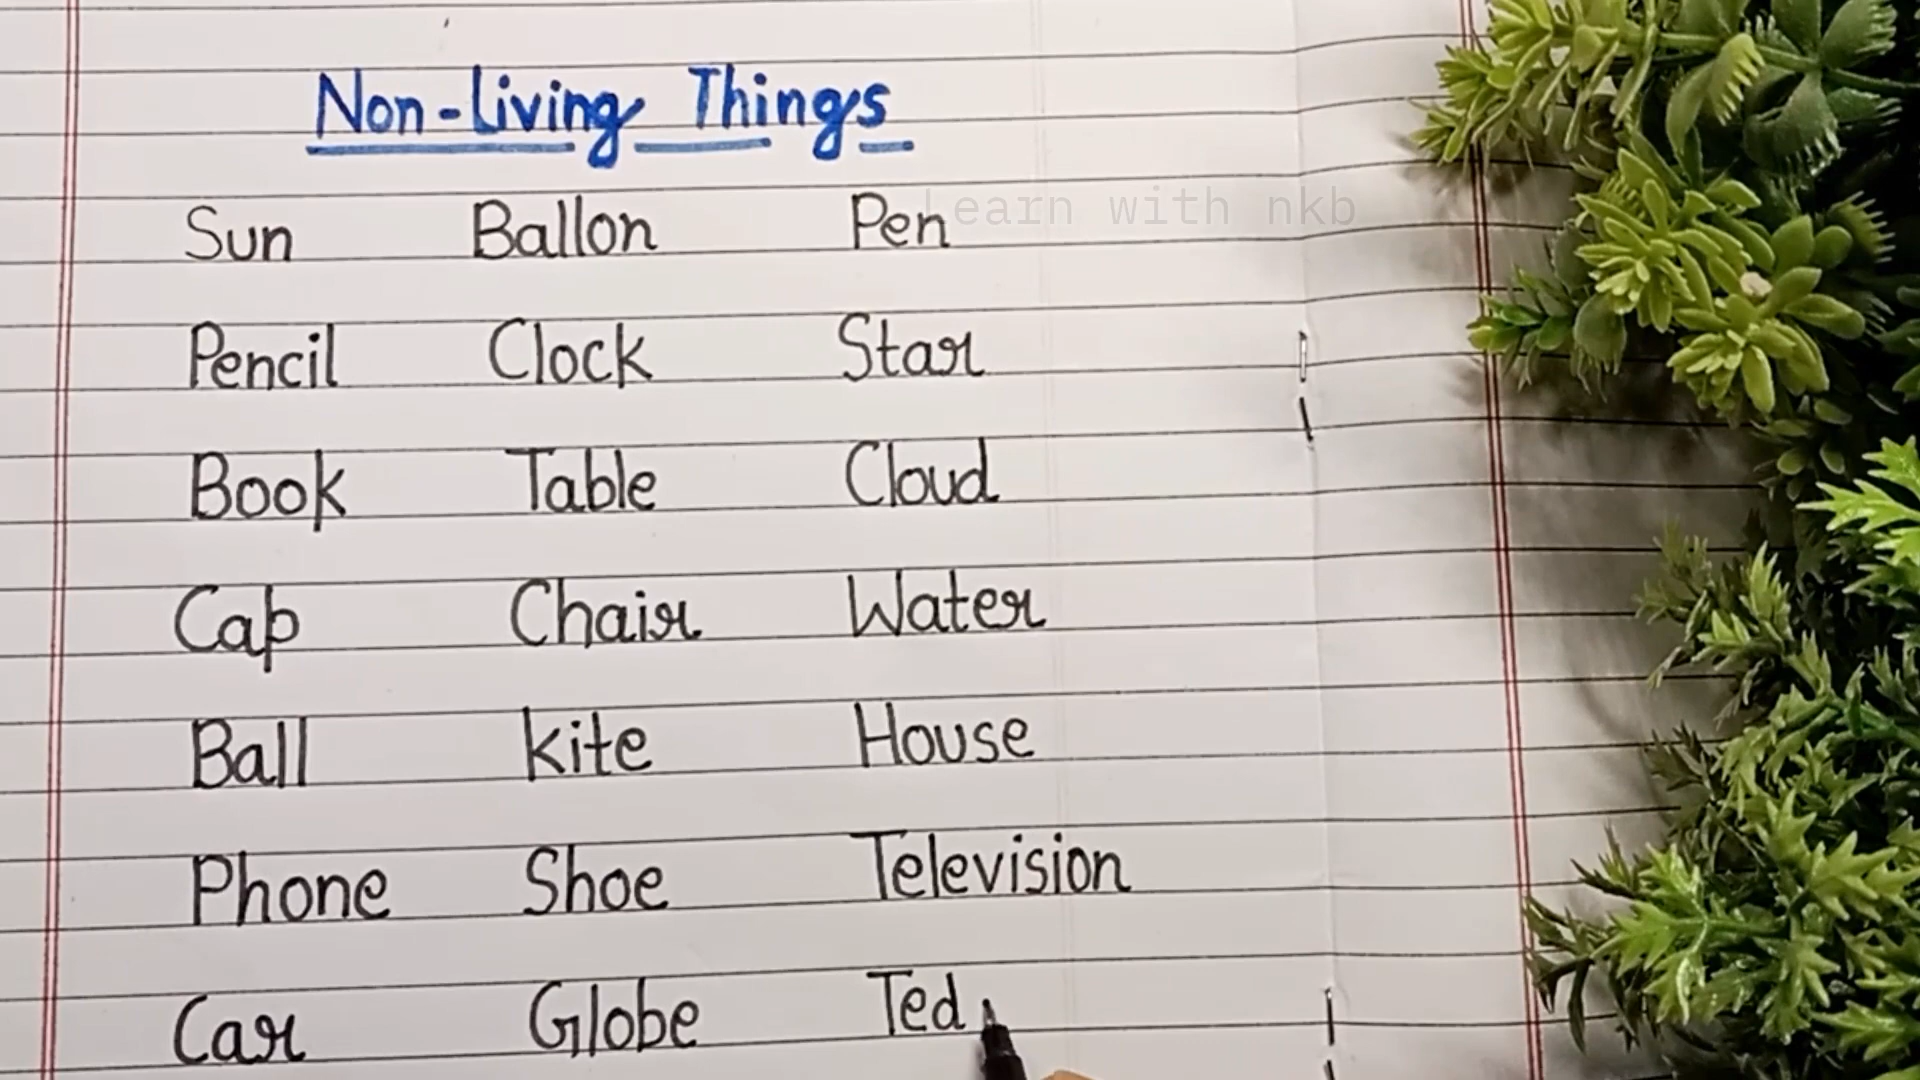 Non-Living Things
Sun Ballon Pen
Learn with nkb
Pencil Clock Star
Book Table Cloud
Cap Chair Water
Ball kite House
Phone Shoe Television
Car Globe Ted